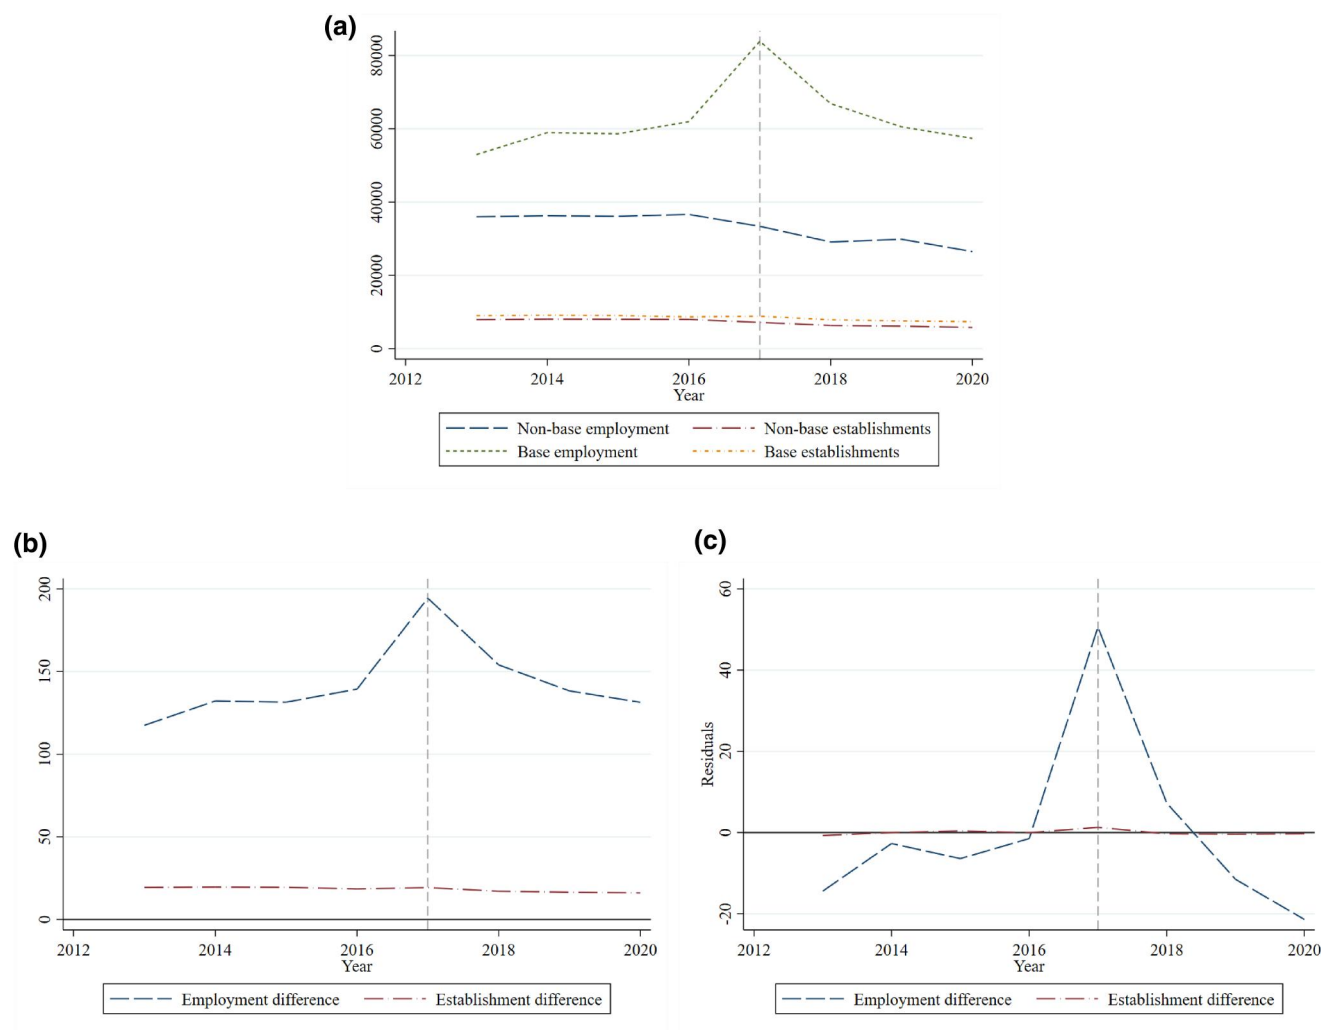 (a)
80000
60000
40000
20000
0
2012 2014 2016 2018 2020
Year
Non-base employment Non-base establishments
Base employment Base establishments
(b)
200
150
100
50
0
2012 2014 2016 2018 2020
Year
Employment difference Establishment difference
(c)
Residuals
60
40
20
0
-20
2012 2014 2016 2018 2020
Year
Employment difference Establishment difference